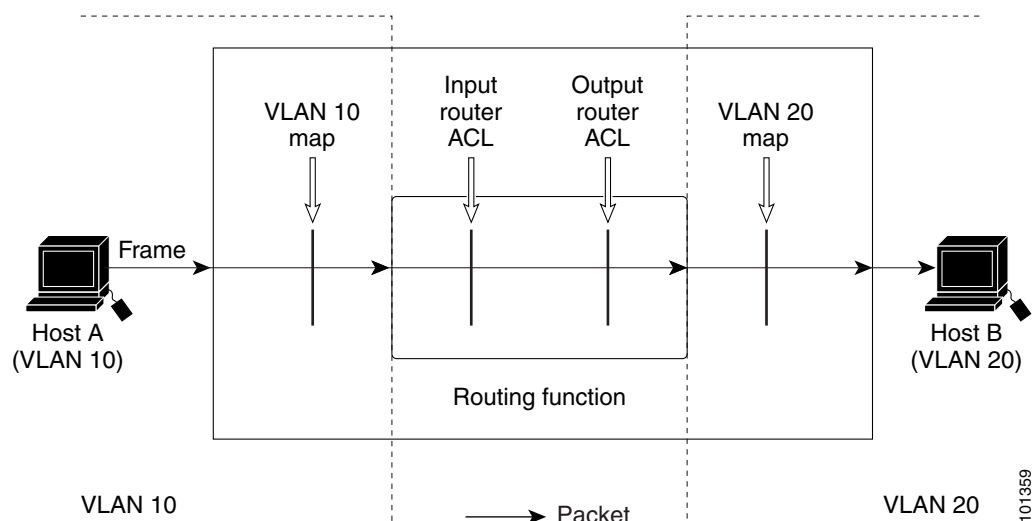 VLAN 10
map
Input
router
ACL
Output
router
ACL
VLAN 20
map
Frame
Host A
(VLAN 10)
Host B
(VLAN 20)
Routing function
VLAN 10
Packet
VLAN 20
101359